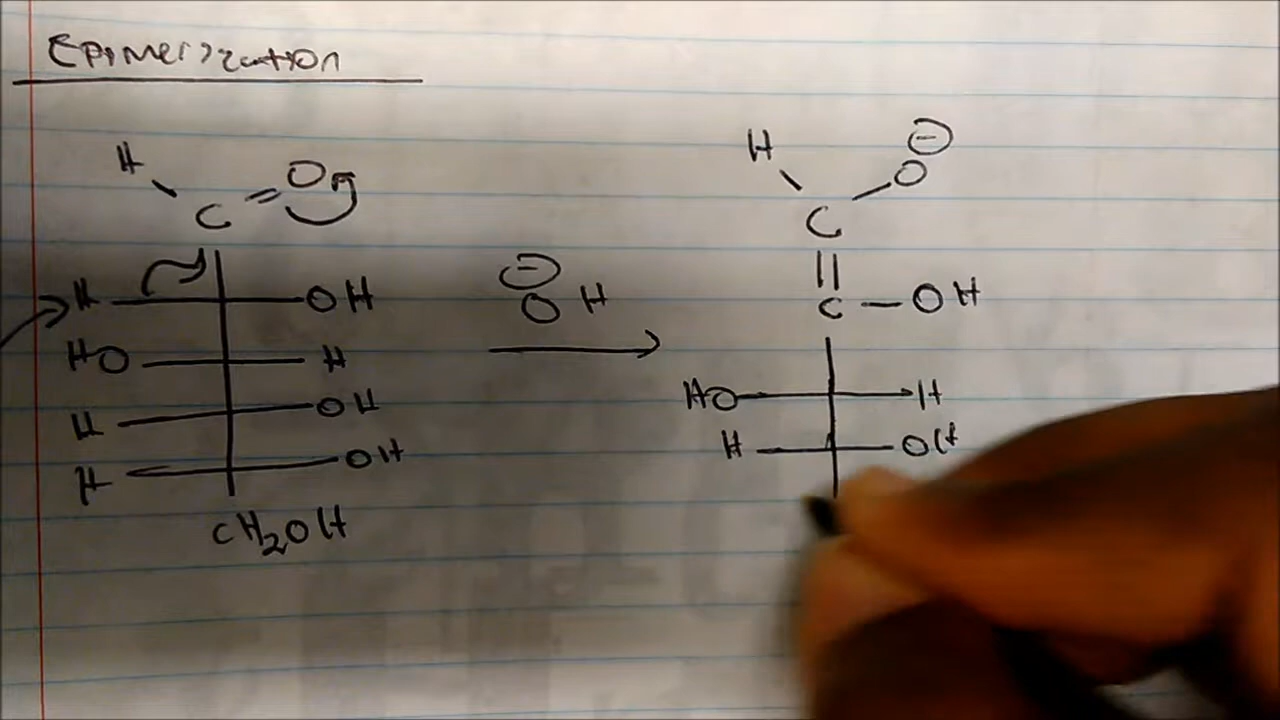 Epimerization
H O
C
H OH
HO H
H OH
H OH
CH2OH
⊖
OH
H O ⊖
C
C OH
HO H
H OH